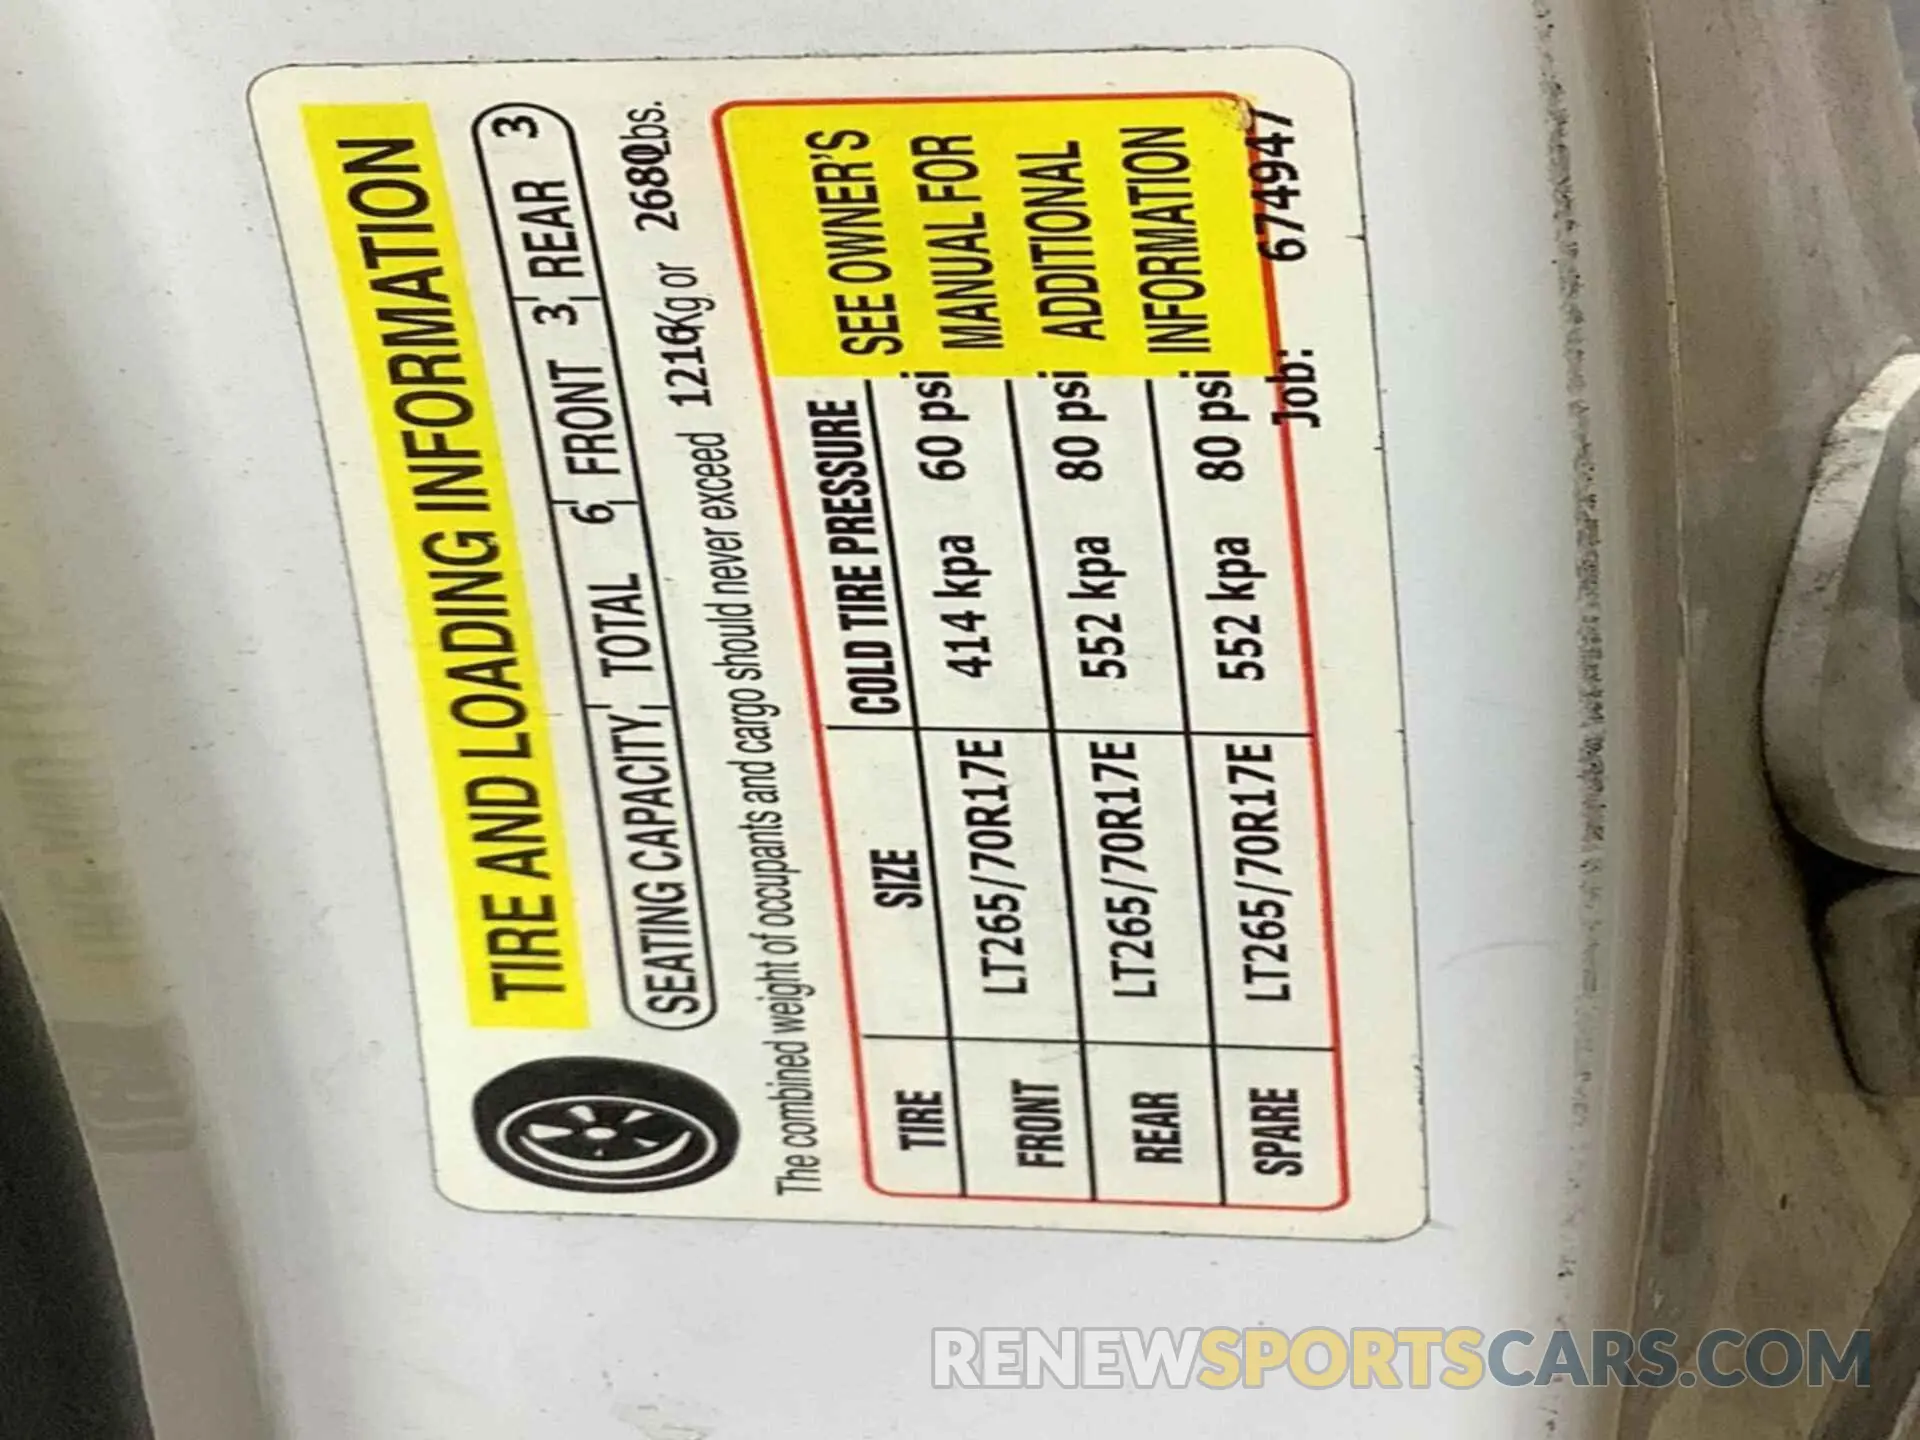 TIRE AND LOADING INFORMATION
SEATING CAPACITY TOTAL 6 FRONT 3 REAR 3
The combined weight of occupants and cargo should never exceed 1216Kg or 2680Lbs.
TIRE SIZE COLD TIRE PRESSURE SEE OWNER'S
FRONT LT265/70R17E 414 kpa 60 psi MANUAL FOR
REAR LT265/70R17E 552 kpa 80 psi ADDITIONAL
SPARE LT265/70R17E 552 kpa 80 psi INFORMATION
Job: 674947
RENEWSPORTSCARS.COM